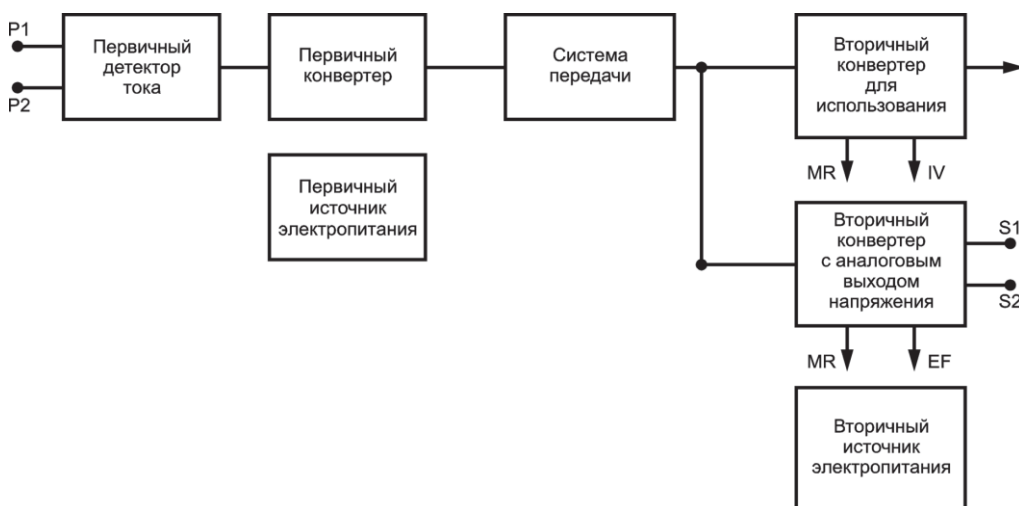 P1
P2
Первичный
детектор
тока
Первичный
конвертер
Система
передачи
Вторичный
конвертер
для
использования
MR
IV
Первичный
источник
электропитания
Вторичный
конвертер
с аналоговым
выходом
напряжения
S1
S2
MR
EF
Вторичный
источник
электропитания